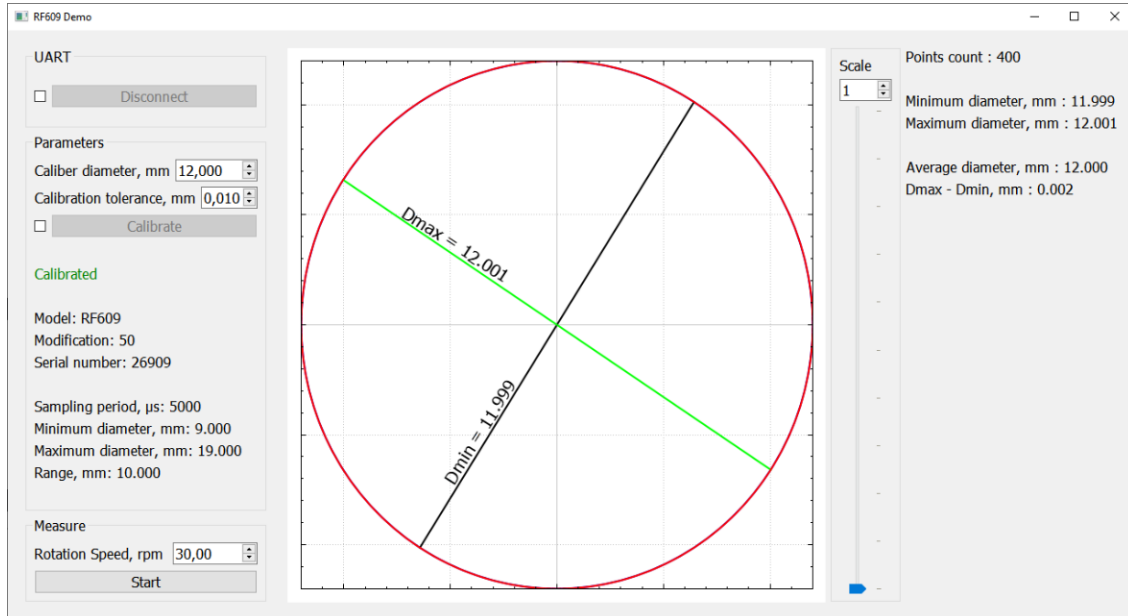 RF609 Demo
UART
Disconnect
Parameters
Caliber diameter, mm 12,000
Calibration tolerance, mm 0,010
Calibrate
Calibrated
Model: RF609
Modification: 50
Serial number: 26909
Sampling period, µs: 5000
Minimum diameter, mm: 9.000
Maximum diameter, mm: 19.000
Range, mm: 10.000
Measure
Rotation Speed, rpm 30,00
Start
Dmax = 12.001
Dmin = 11.999
Scale
1
Points count : 400
Minimum diameter, mm : 11.999
Maximum diameter, mm : 12.001
Average diameter, mm : 12.000
Dmax - Dmin, mm : 0.002